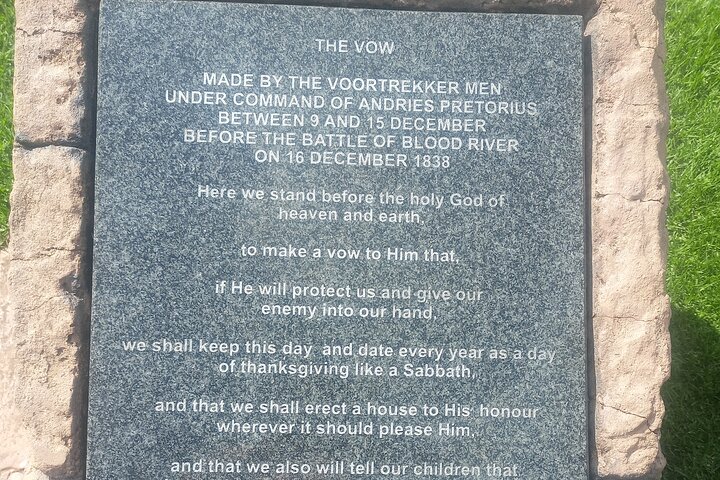 THE VOW
MADE BY THE VOORTREKKER MEN
UNDER COMMAND OF ANDRIES PRETORIUS
BETWEEN 9 AND 15 DECEMBER
BEFORE THE BATTLE OF BLOOD RIVER
ON 16 DECEMBER 1838
Here we stand before the holy God of
heaven and earth,
to make a vow to Him that,
if He will protect us and give our
enemy into our hand,
we shall keep this day and date every year as a day
of thanksgiving like a Sabbath,
and that we shall erect a house to His honour
wherever it should please Him,
and that we also will tell our children that